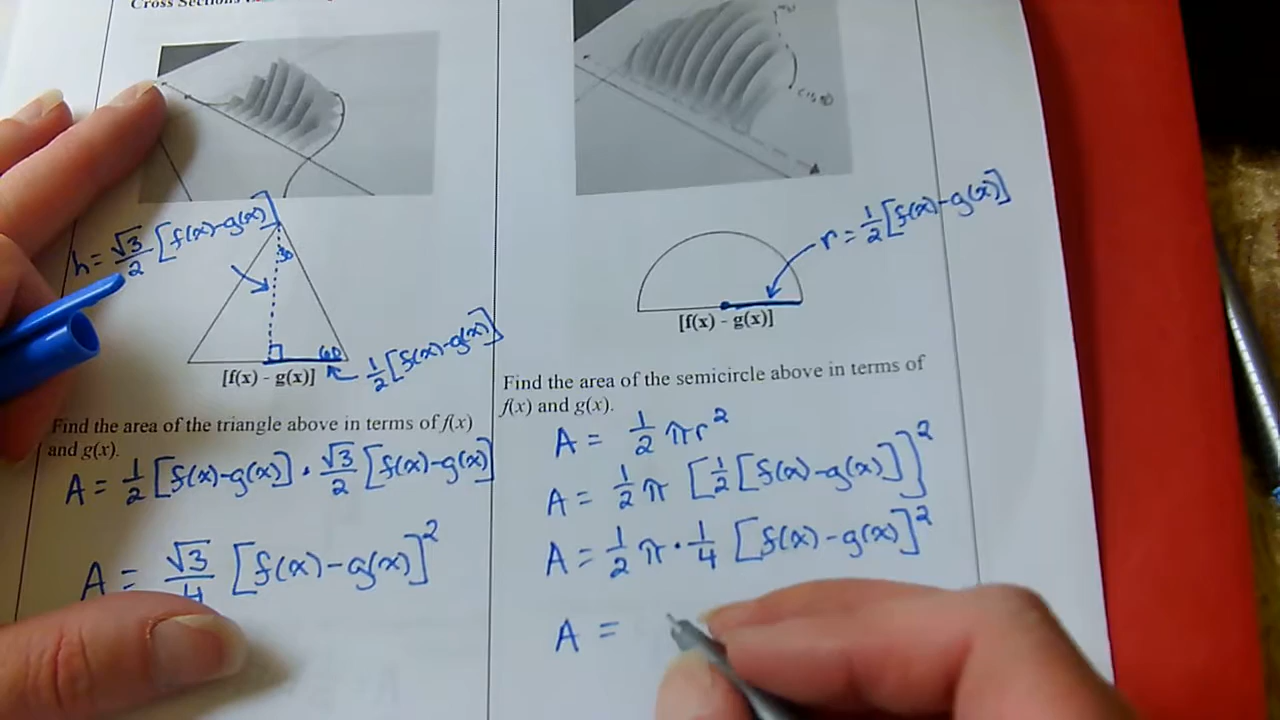 Cross Sections
h = √3/2 [f(x)-g(x)]
30
60
[f(x) - g(x)]
1/2 [f(x)-g(x)]
Find the area of the triangle above in terms of f(x)
and g(x).
A = 1/2 [f(x)-g(x)] · √3/2 [f(x)-g(x)]
A = √3/4 [f(x)-g(x)]²
r = 1/2 [f(x)-g(x)]
[f(x) - g(x)]
Find the area of the semicircle above in terms of
f(x) and g(x).
A = 1/2 πr²
A = 1/2 π [1/2 [f(x)-g(x)]]²
A = 1/2 π · 1/4 [f(x)-g(x)]²
A =